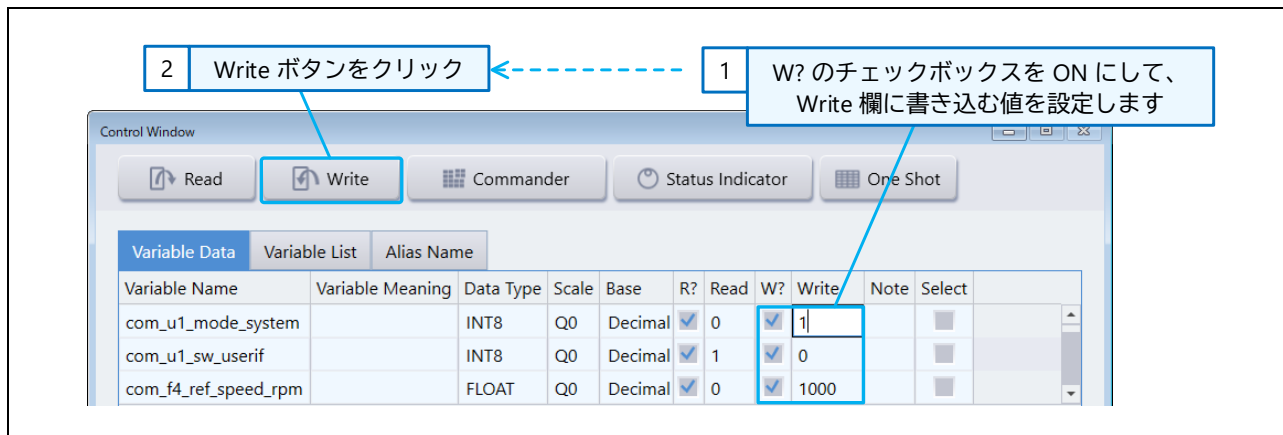 2 Write ボタンをクリック
1 W? のチェックボックスを ON にして、
Write 欄に書き込む値を設定します
Control Window
Read Write Commander Status Indicator One Shot
Variable Data Variable List Alias Name
Variable Name Variable Meaning Data Type Scale Base R? Read W? Write Note Select
com_u1_mode_system INT8 Q0 Decimal 0 1
com_u1_sw_userif INT8 Q0 Decimal 1 0
com_f4_ref_speed_rpm FLOAT Q0 Decimal 0 1000